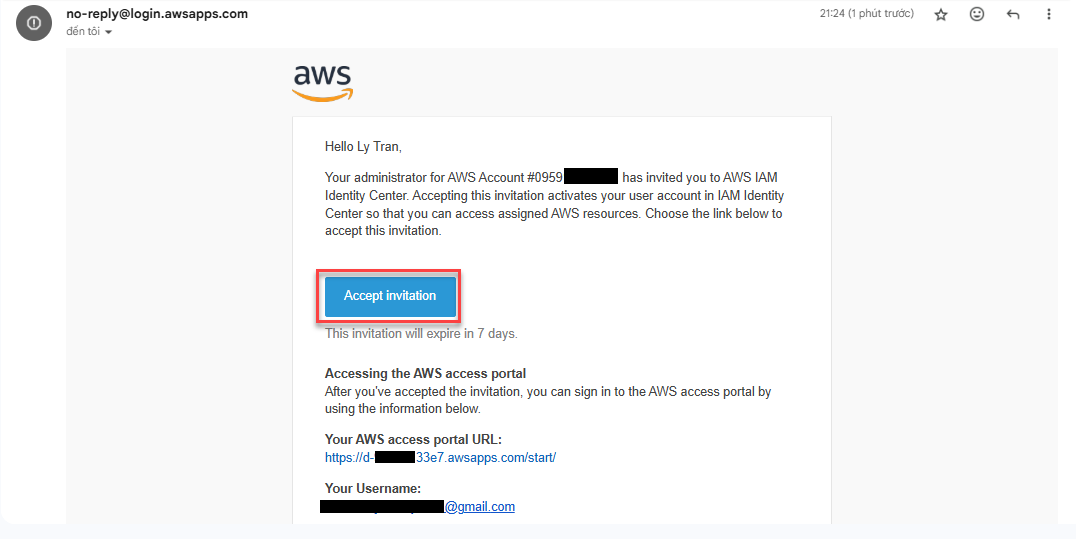 no-reply@login.awsapps.com
21:24 (1 phút trước)
đến tôi
aws
Hello Ly Tran,
Your administrator for AWS Account #0959 has invited you to AWS IAM
Identity Center. Accepting this invitation activates your user account in IAM Identity
Center so that you can access assigned AWS resources. Choose the link below to
accept this invitation.
Accept invitation
This invitation will expire in 7 days.
Accessing the AWS access portal
After you've accepted the invitation, you can sign in to the AWS access portal by
using the information below.
Your AWS access portal URL:
https://d-33e7.awsapps.com/start/
Your Username:
@gmail.com